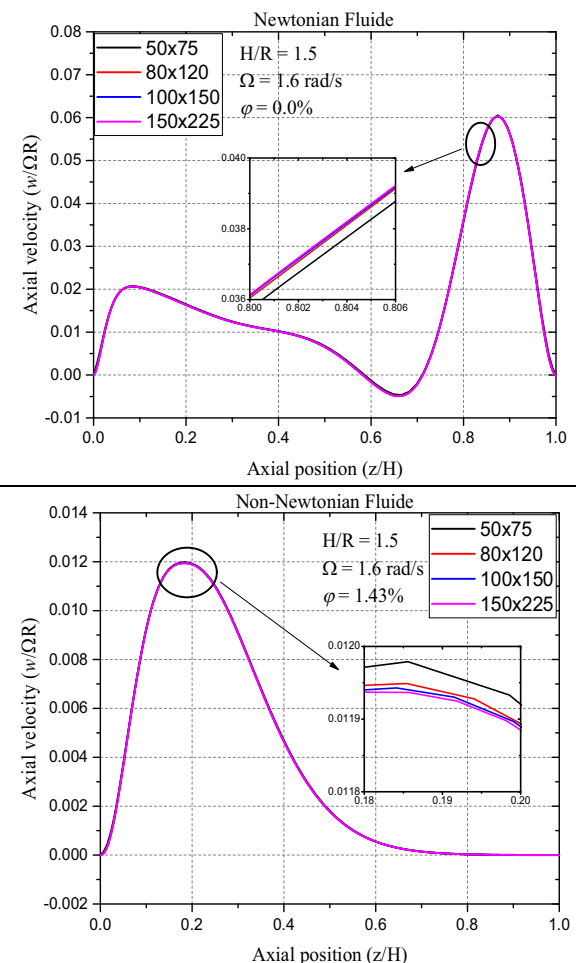 Newtonian Fluide
50x75
80x120
100x150
150x225
H/R = 1.5
Ω = 1.6 rad/s
φ = 0.0%
0.08
0.07
0.06
0.05
0.04
0.03
0.02
0.01
0.00
-0.01
Axial velocity (w/ΩR)
0.040
0.038
0.036
0.800 0.802 0.804 0.806
0.0 0.2 0.4 0.6 0.8 1.0
Axial position (z/H)
Non-Newtonian Fluide
50x75
80x120
100x150
150x225
H/R = 1.5
Ω = 1.6 rad/s
φ = 1.43%
0.014
0.012
0.010
0.008
0.006
0.004
0.002
0.000
-0.002
Axial velocity (w/ΩR)
0.0120
0.0119
0.0118
0.18 0.19 0.20
0.0 0.2 0.4 0.6 0.8 1.0
Axial position (z/H)